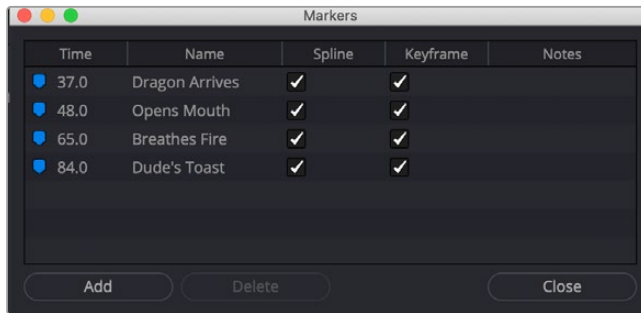 Markers
Time Name Spline Keyframe Notes
37.0 Dragon Arrives
48.0 Opens Mouth
65.0 Breathes Fire
84.0 Dude's Toast
Add Delete Close